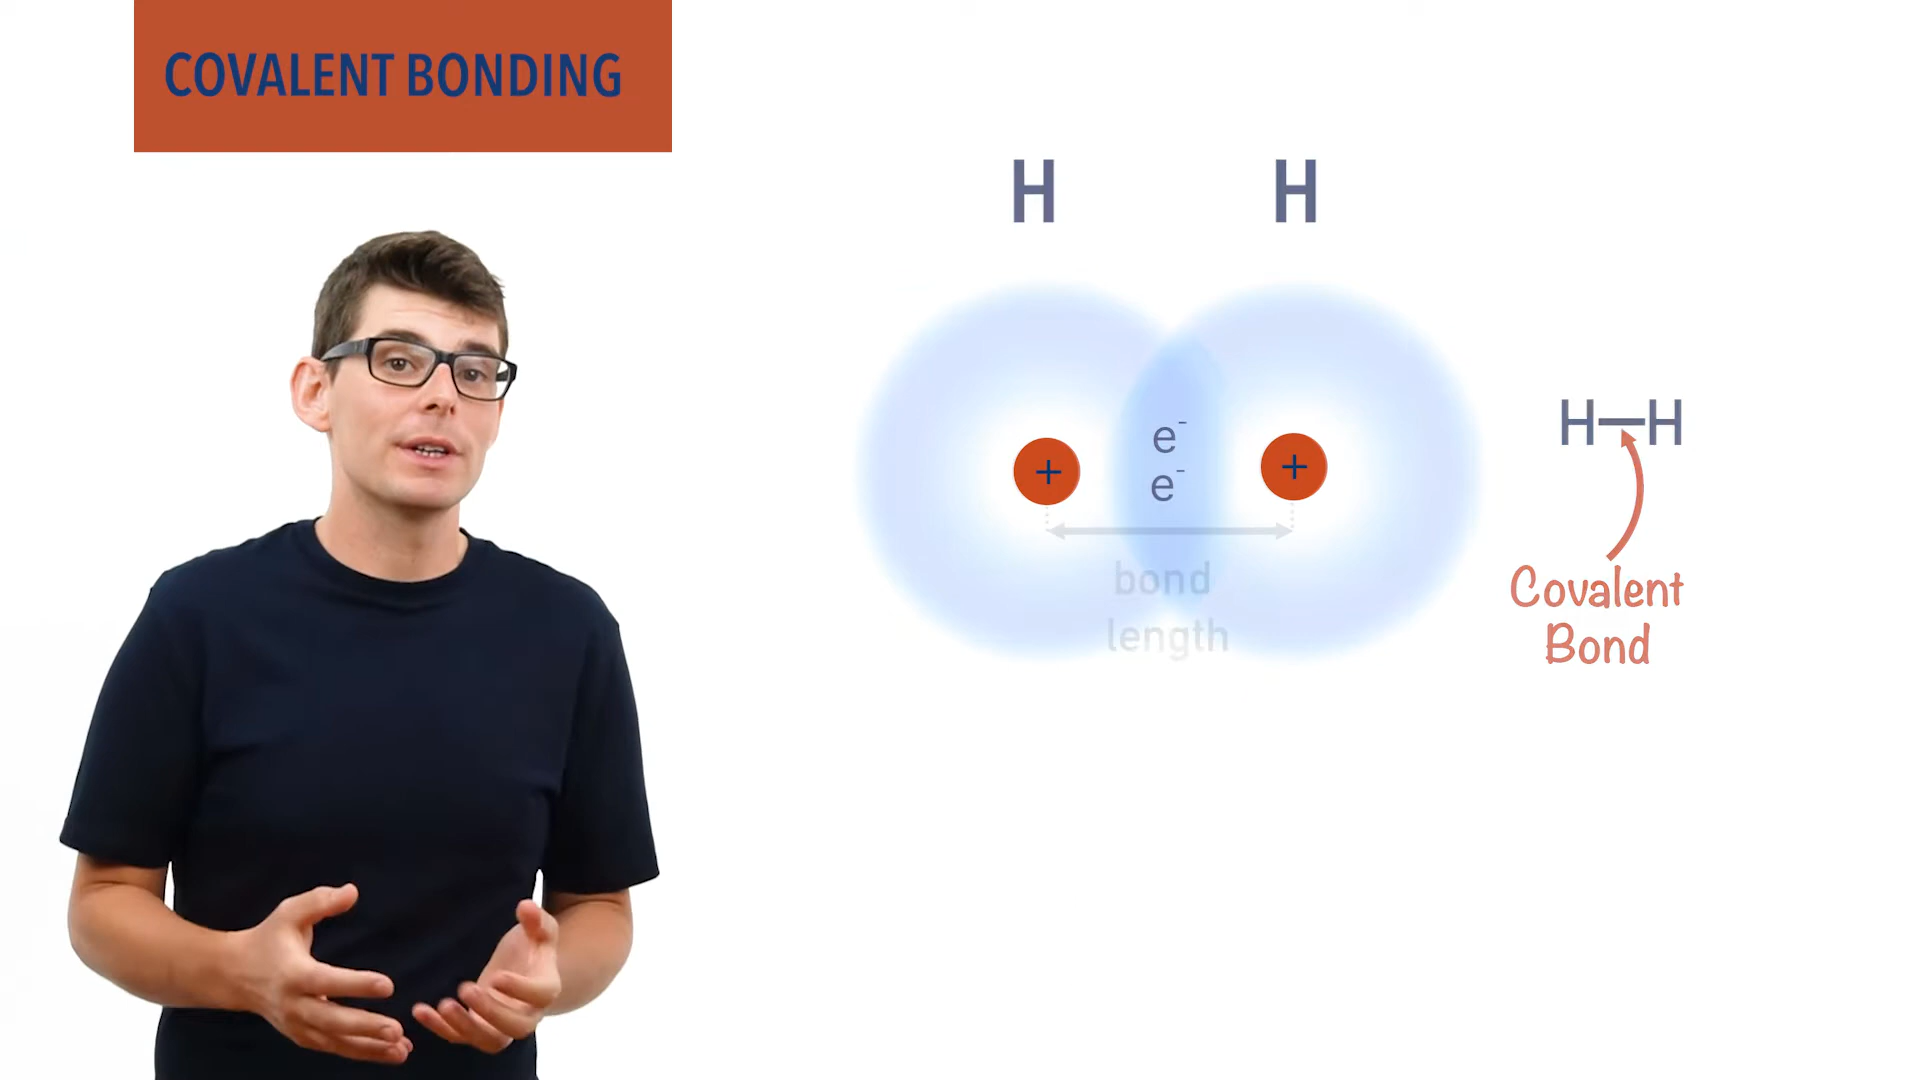 COVALENT BONDING
H H
+ e⁻ +
e⁻
H—H
bond
length
Covalent
Bond